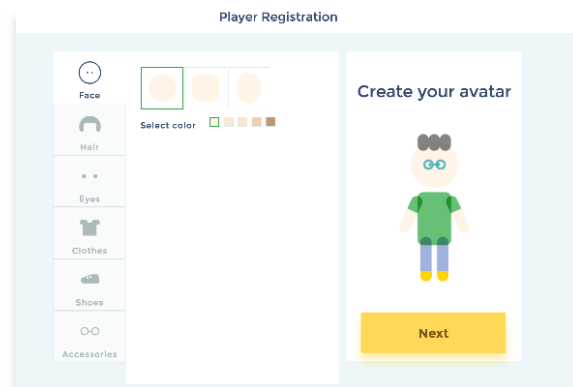 Player Registration
Face
Hair
Eyes
Clothes
Shoes
Accessories
Select color
Create your avatar
Next